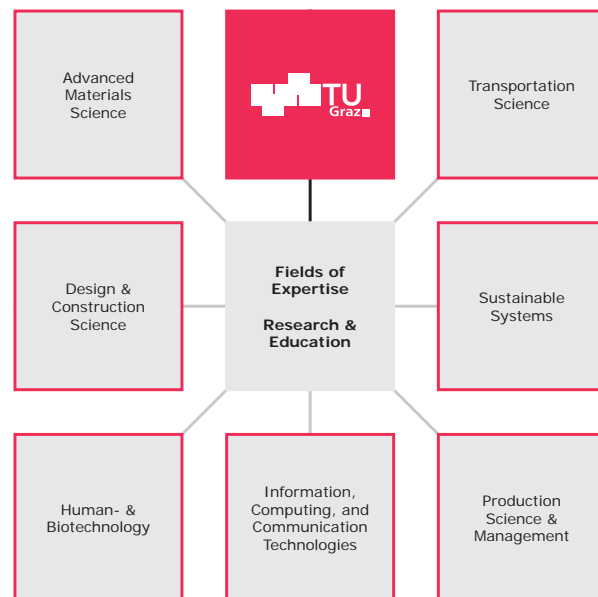 Advanced
Materials
Science
TU
Graz
Transportation
Science
Design &
Construction
Science
Fields of
Expertise
Research &
Education
Sustainable
Systems
Human- &
Biotechnology
Information,
Computing, and
Communication
Technologies
Production
Science &
Management